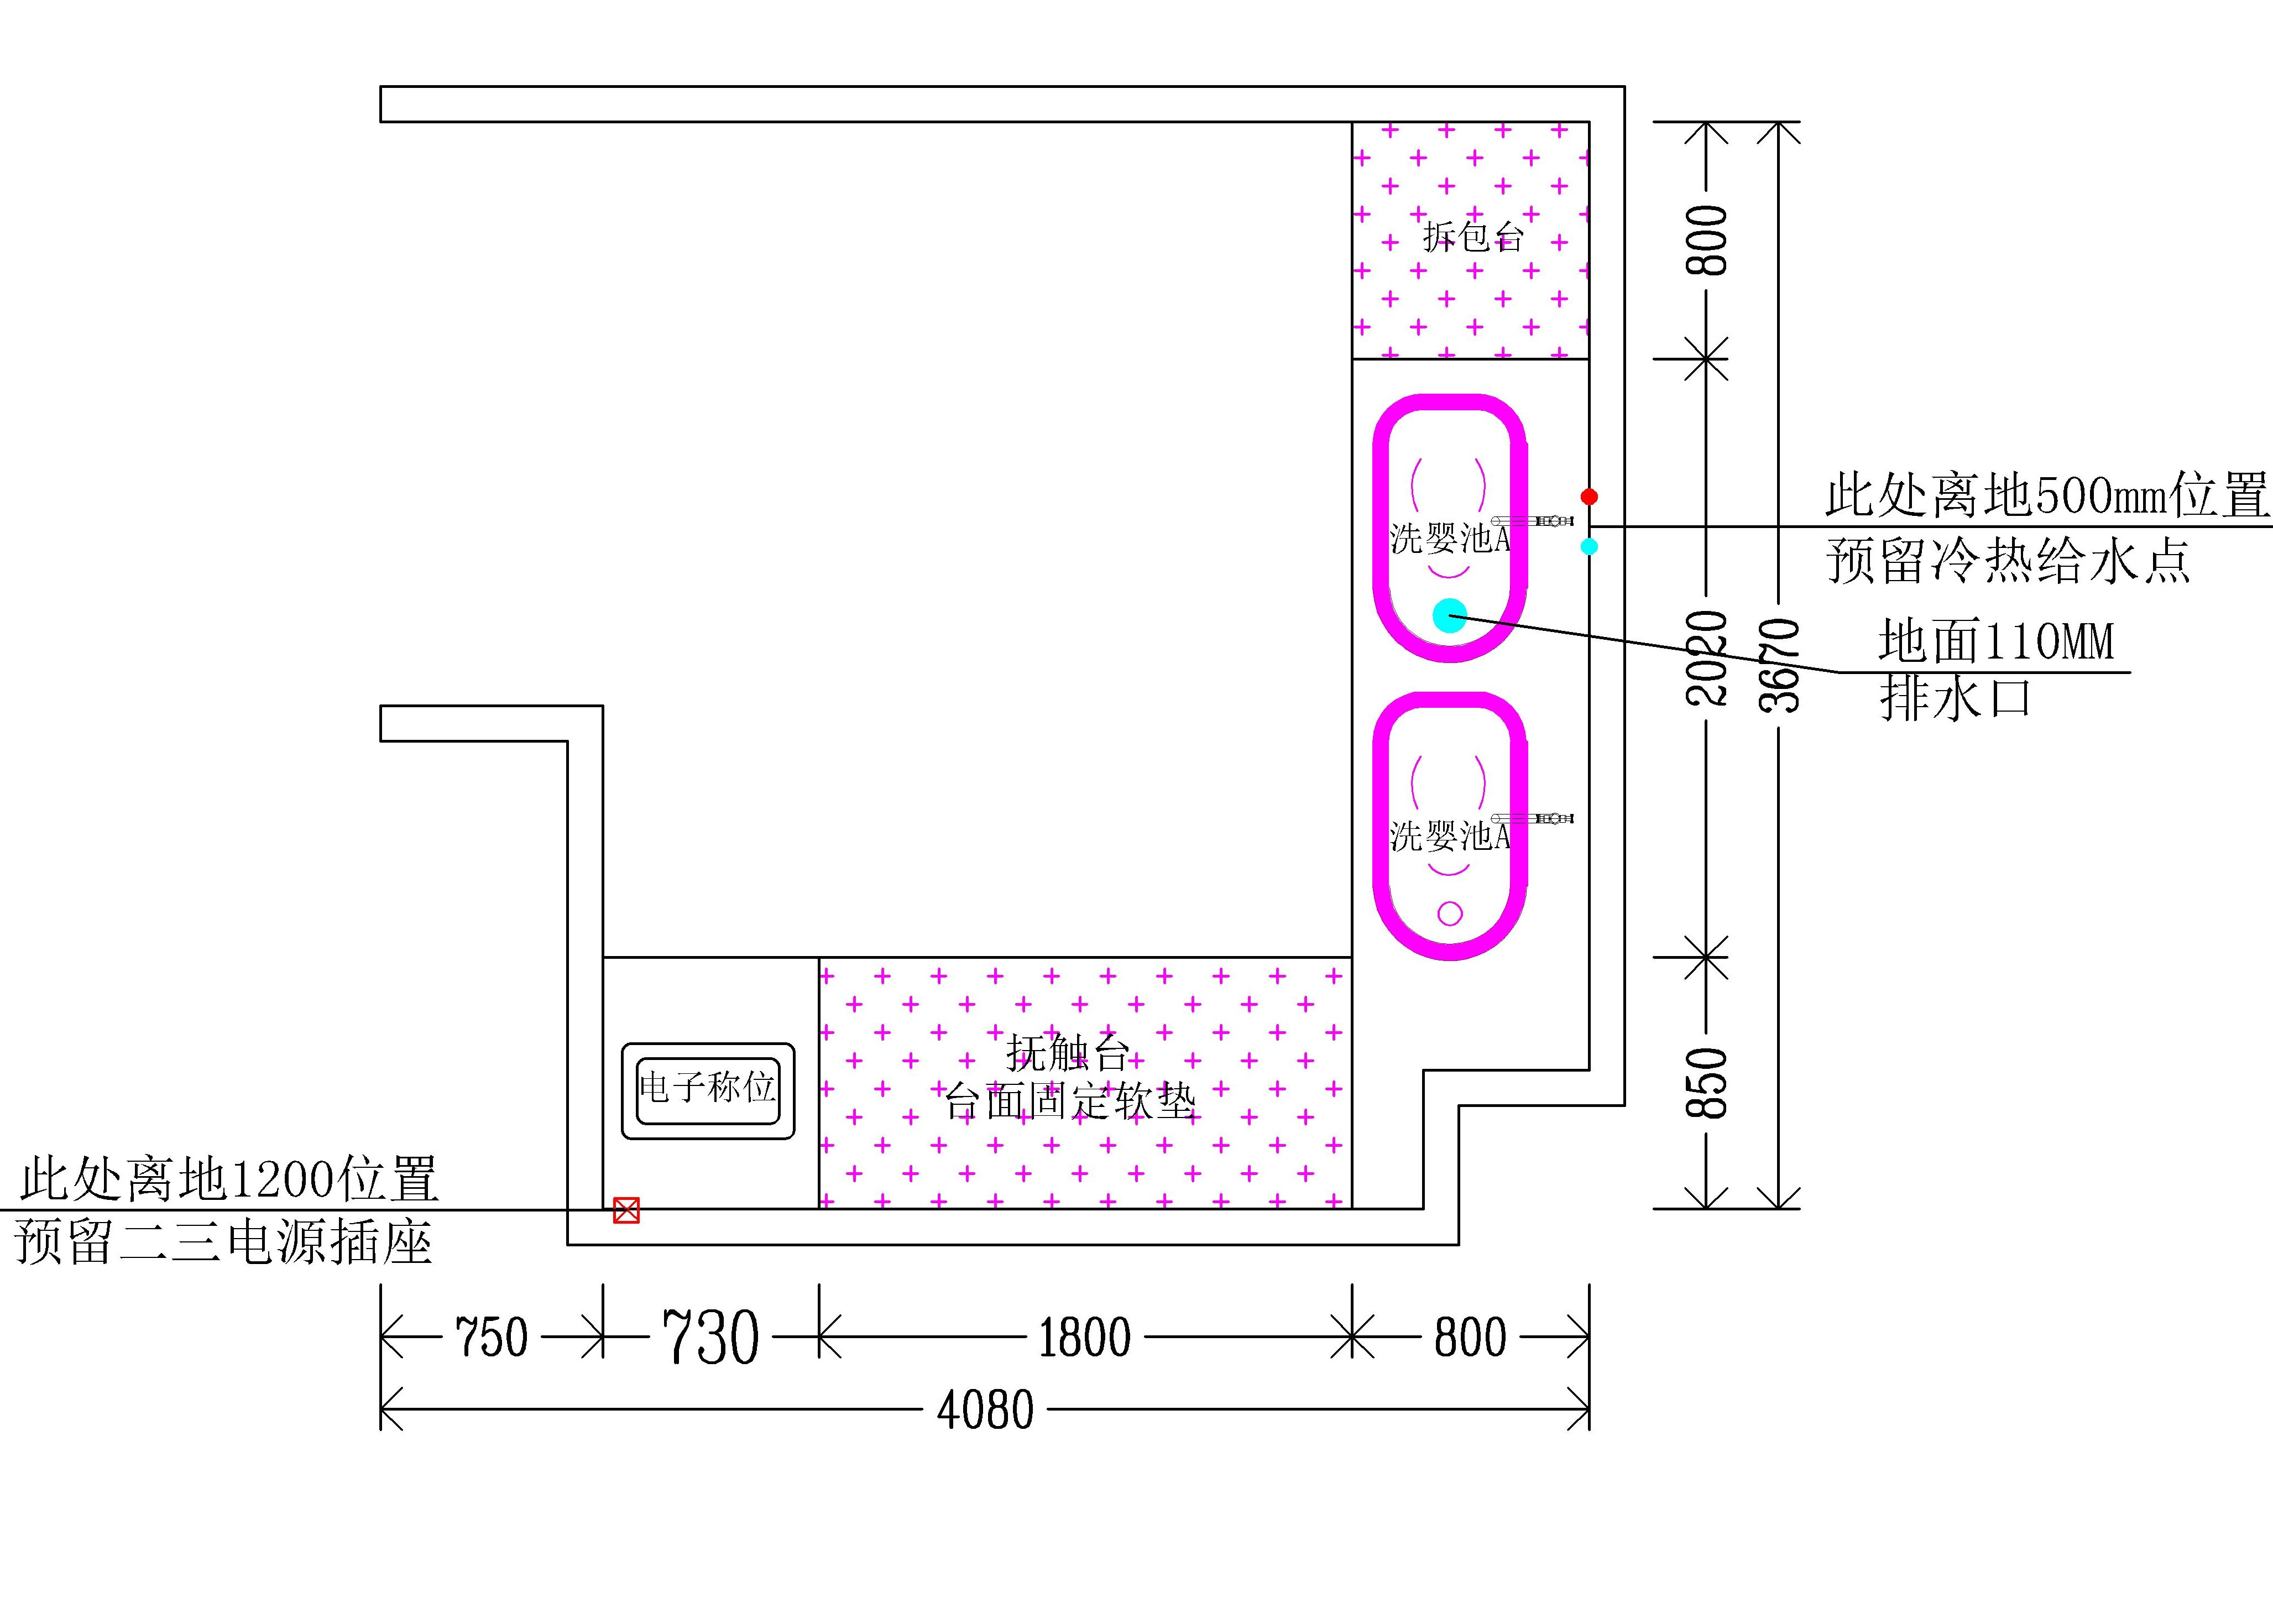 拆包台
800
此处离地500mm位置
预留冷热给水点
洗婴池A
地面110MM
排水口
2020
3670
洗婴池A
抚触台
台面固定软垫
电子称位
850
此处离地1200位置
预留二三电源插座
750
730
1800
800
4080